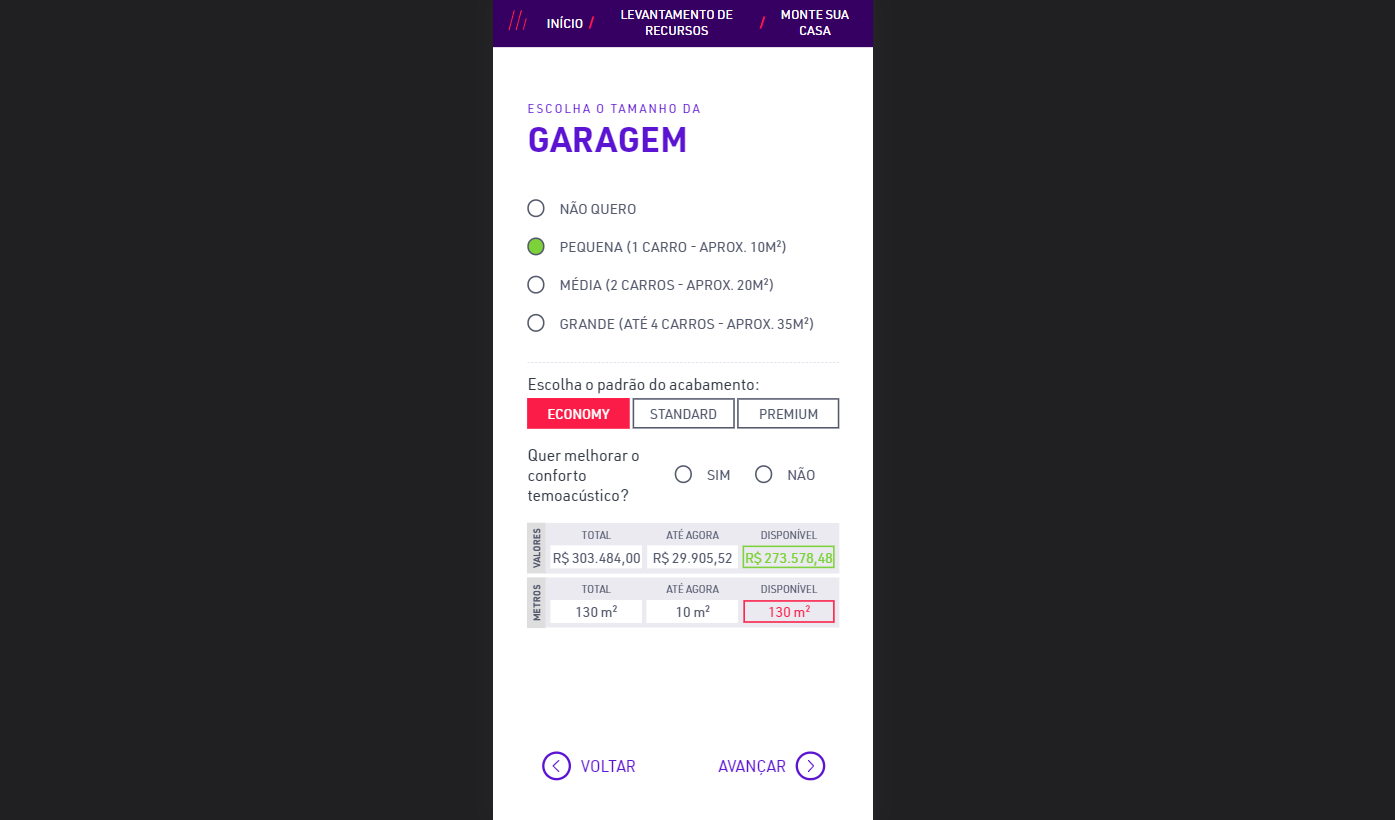 INÍCIO / LEVANTAMENTO DE RECURSOS / MONTE SUA CASA
ESCOLHA O TAMANHO DA
GARAGEM
NÃO QUERO
PEQUENA (1 CARRO - APROX. 10M²)
MÉDIA (2 CARROS - APROX. 20M²)
GRANDE (ATÉ 4 CARROS - APROX. 35M²)
Escolha o padrão do acabamento:
ECONOMY STANDARD PREMIUM
Quer melhorar o
conforto
temoacústico?
SIM NÃO
VALORES
TOTAL ATÉ AGORA DISPONÍVEL
R$ 303.484,00 R$ 29.905,52 R$ 273.578,48
METROS
TOTAL ATÉ AGORA DISPONÍVEL
130 m² 10 m² 130 m²
VOLTAR AVANÇAR